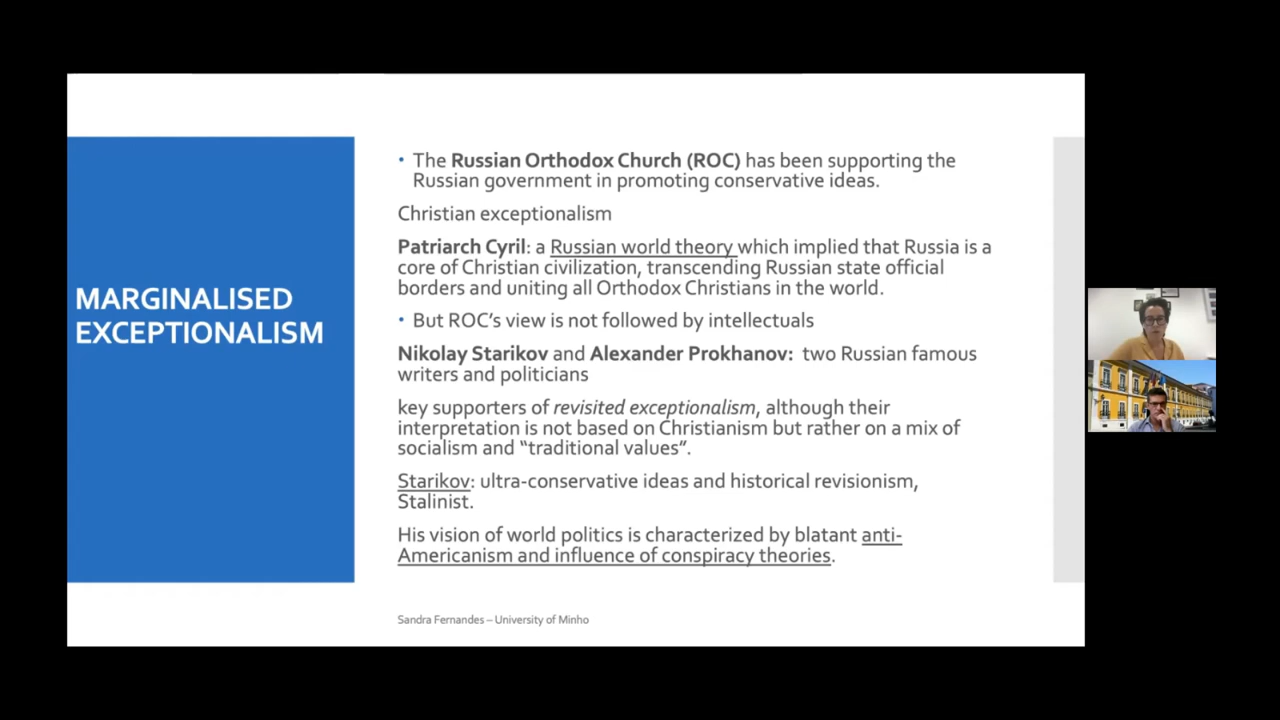 MARGINALISED
EXCEPTIONALISM
• The Russian Orthodox Church (ROC) has been supporting the
Russian government in promoting conservative ideas.
Christian exceptionalism
Patriarch Cyril: a Russian world theory which implied that Russia is a
core of Christian civilization, transcending Russian state official
borders and uniting all Orthodox Christians in the world.
• But ROC’s view is not followed by intellectuals
Nikolay Starikov and Alexander Prokhanov: two Russian famous
writers and politicians
key supporters of revisited exceptionalism, although their
interpretation is not based on Christianism but rather on a mix of
socialism and “traditional values”.
Starikov: ultra-conservative ideas and historical revisionism,
Stalinist.
His vision of world politics is characterized by blatant anti-
Americanism and influence of conspiracy theories.
Sandra Fernandes – University of Minho